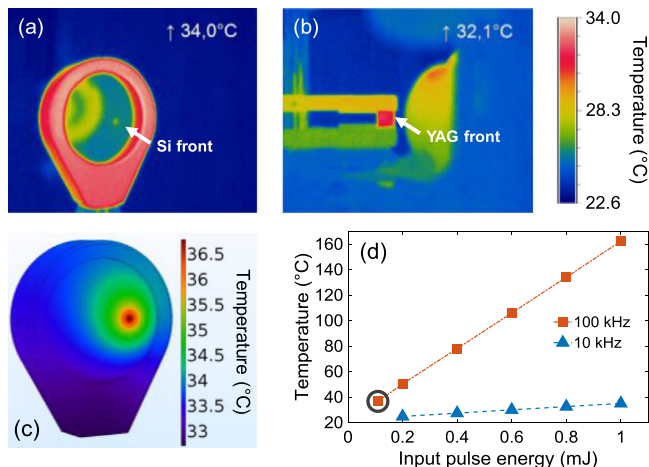 (a)
↑ 34,0°C
Si front
(b)
↑ 32,1°C
YAG front
34.0
28.3
22.6
Temperature (°C)
(c)
36.5
36
35.5
35
34.5
34
33.5
33
Temperature (°C)
(d)
160
140
120
100
80
60
40
20
Temperature (°C)
100 kHz
10 kHz
0
0.2
0.4
0.6
0.8
1
Input pulse energy (mJ)